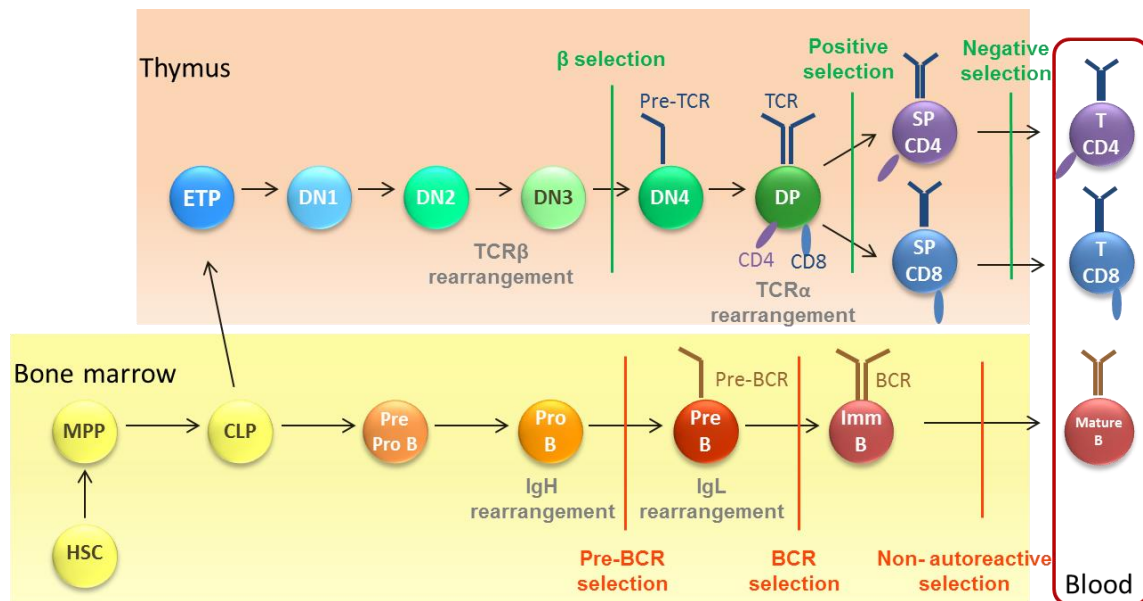 Thymus
β selection
Positive
selection
Negative
selection
Pre-TCR
TCR
SP
CD4
T
CD4
ETP
DN1
DN2
DN3
DN4
DP
CD4
CD8
SP
CD8
T
CD8
TCRβ
rearrangement
TCRα
rearrangement
Bone marrow
Pre-BCR
BCR
MPP
CLP
Pre
Pro B
Pro
B
Pre
B
Imm
B
Mature
B
IgH
rearrangement
IgL
rearrangement
HSC
Pre-BCR
selection
BCR
selection
Non- autoreactive
selection
Blood